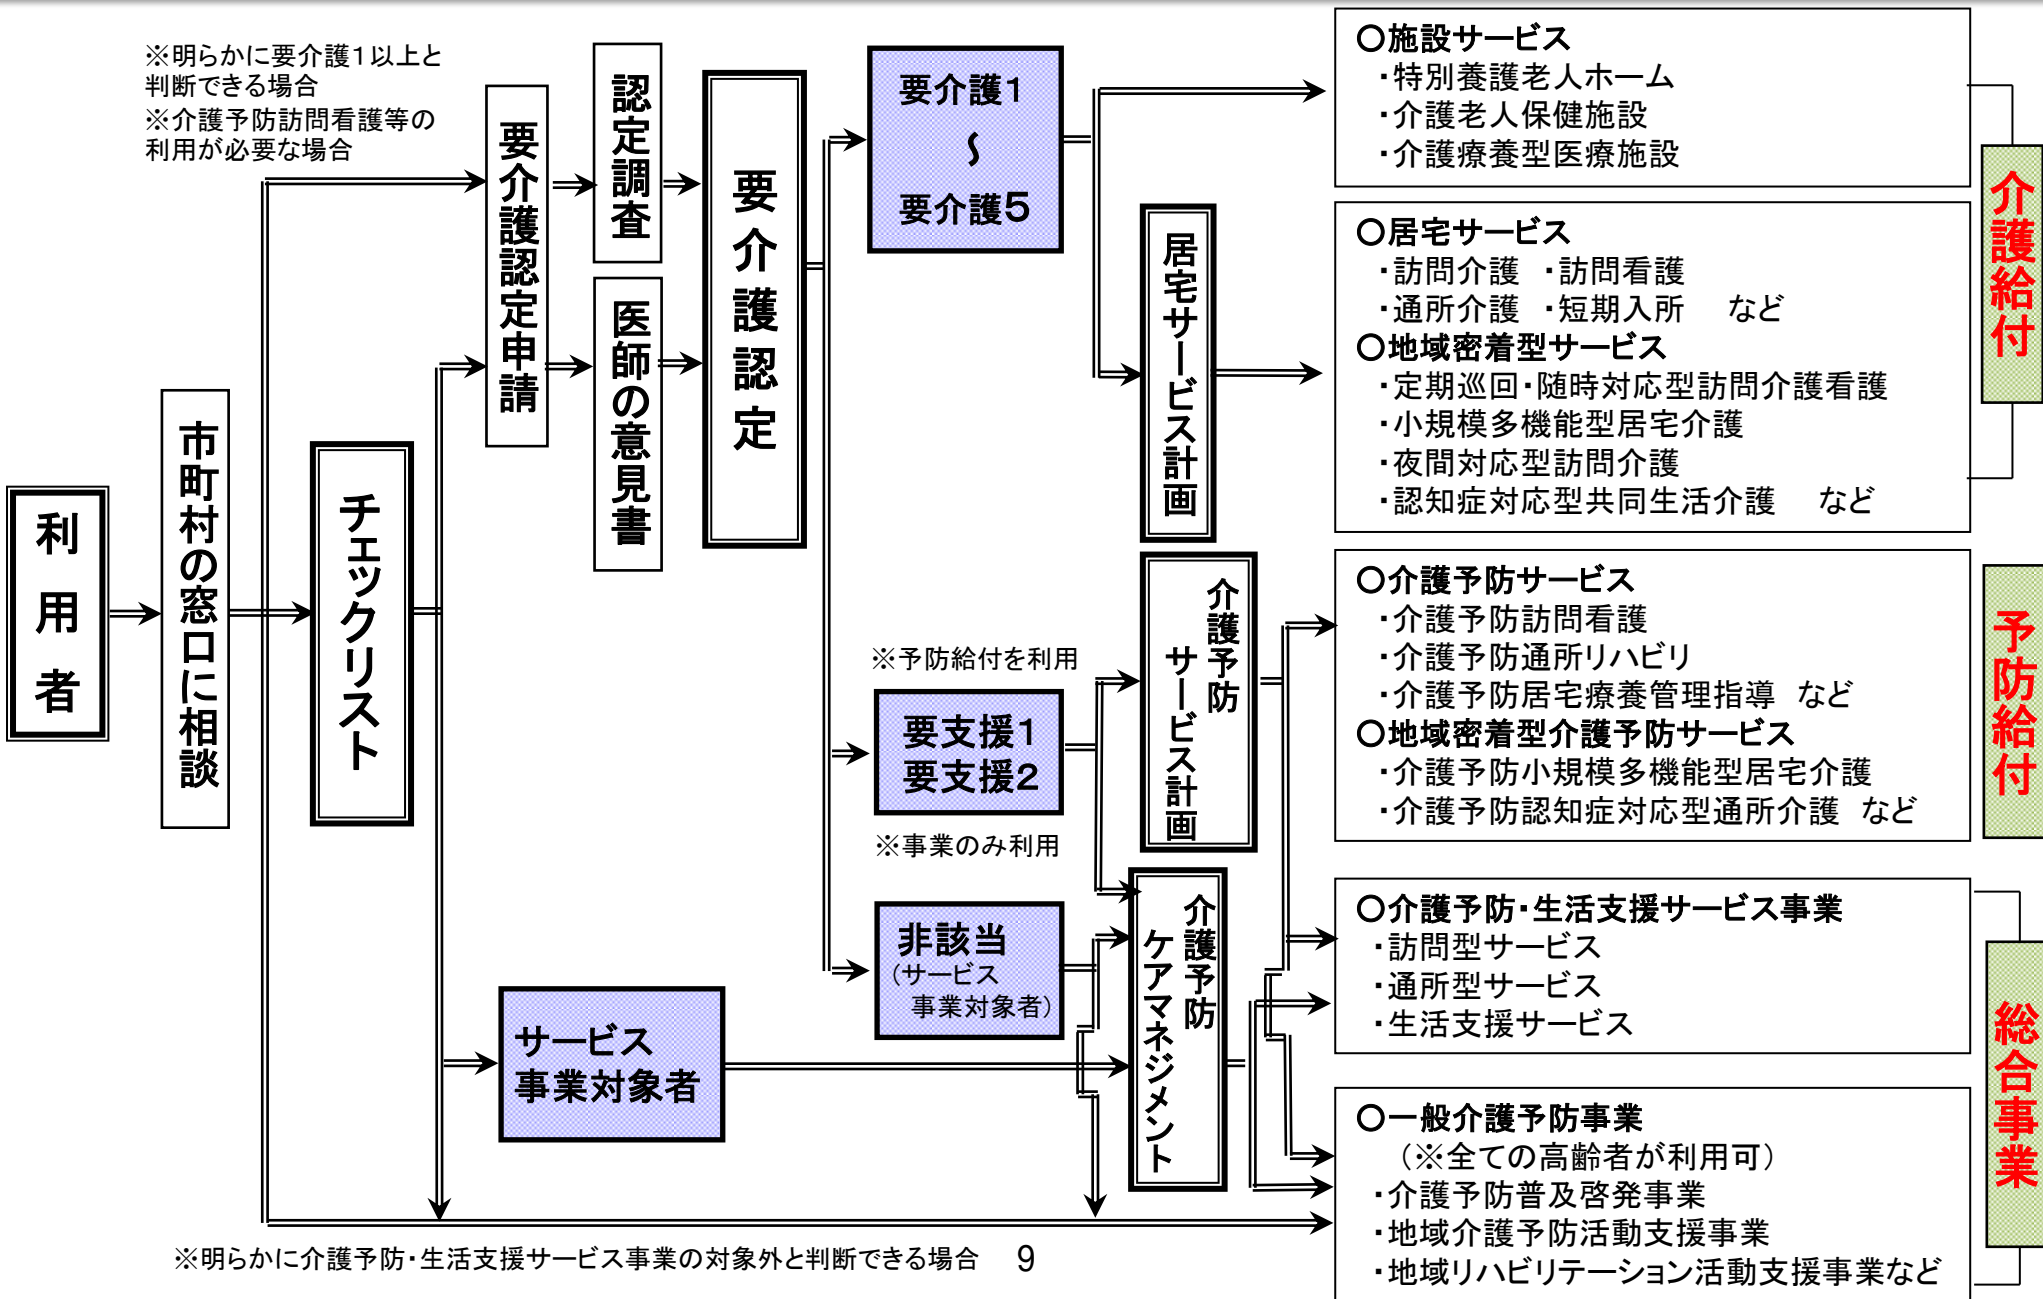 ※明らかに要介護1以上と
判断できる場合
※介護予防訪問看護等の
利用が必要な場合
利用者
市町村の窓口に相談
チェックリスト
要介護認定申請
認定調査
医師の意見書
要介護認定
要介護1
～
要介護5
※予防給付を利用
要支援1
要支援2
※事業のみ利用
非該当
（サービス
事業対象者）
サービス
事業対象者
居宅サービス計画
介護予防
サービス計画
介護予防
ケアマネジメント
○施設サービス
・特別養護老人ホーム
・介護老人保健施設
・介護療養型医療施設
○居宅サービス
・訪問介護 ・訪問看護
・通所介護 ・短期入所 など
○地域密着型サービス
・定期巡回・随時対応型訪問介護看護
・小規模多機能型居宅介護
・夜間対応型訪問介護
・認知症対応型共同生活介護 など
介護給付
○介護予防サービス
・介護予防訪問看護
・介護予防通所リハビリ
・介護予防居宅療養管理指導 など
○地域密着型介護予防サービス
・介護予防小規模多機能型居宅介護
・介護予防認知症対応型通所介護 など
予防給付
○介護予防・生活支援サービス事業
・訪問型サービス
・通所型サービス
・生活支援サービス
○一般介護予防事業
（※全ての高齢者が利用可）
・介護予防普及啓発事業
・地域介護予防活動支援事業
・地域リハビリテーション活動支援事業など
総合事業
※明らかに介護予防・生活支援サービス事業の対象外と判断できる場合
9